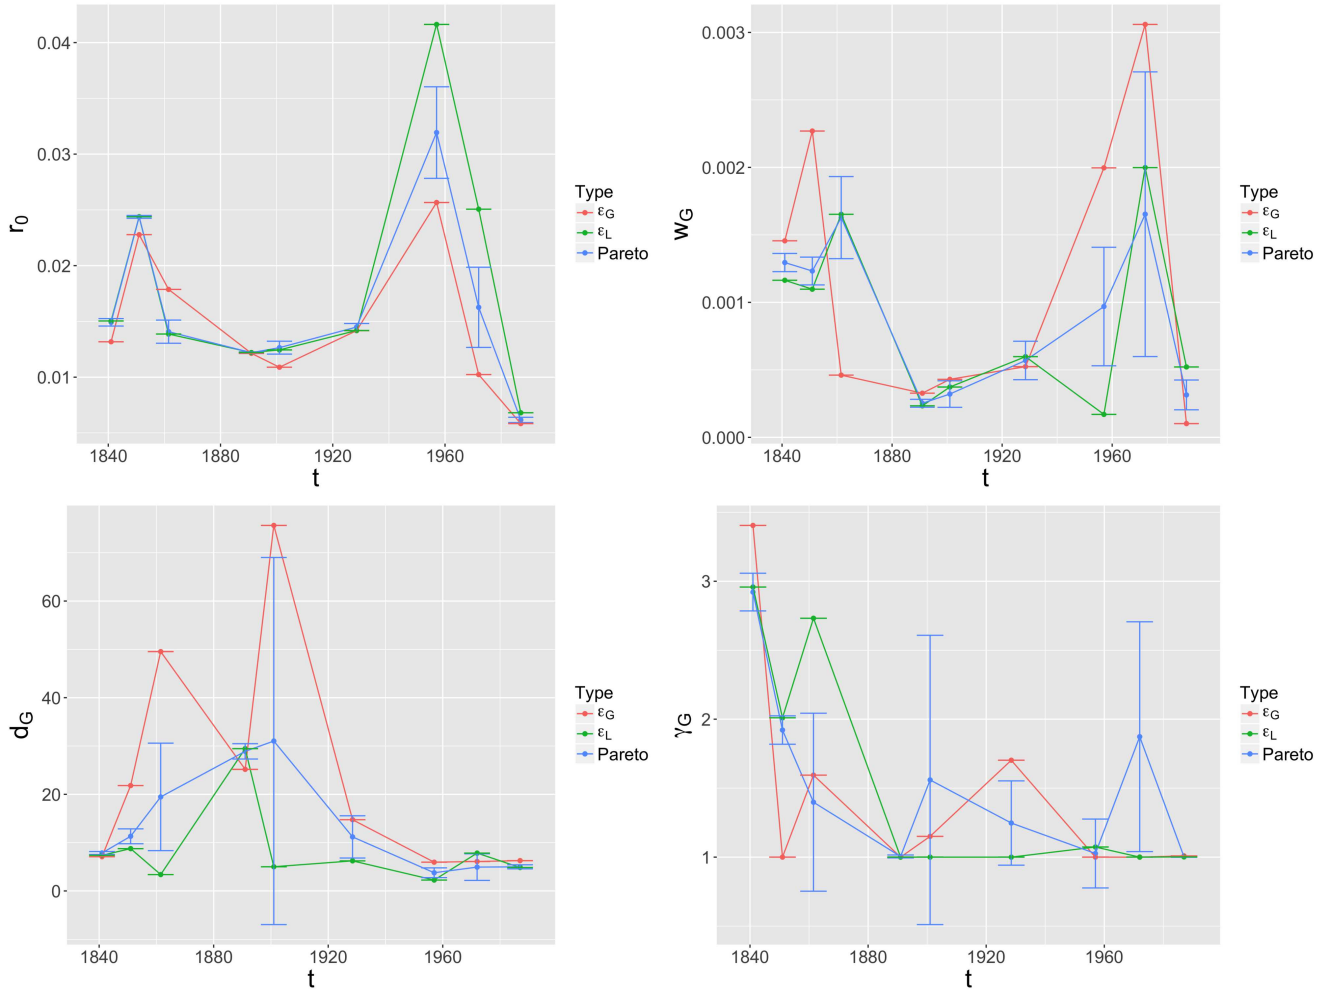 0.04
0.03
0.02
0.01
r0
1840 1880 1920 1960
t
Type
εG
εL
Pareto
0.003
0.002
0.001
0.000
wG
1840 1880 1920 1960
t
Type
εG
εL
Pareto
60
40
20
0
dG
1840 1880 1920 1960
t
Type
εG
εL
Pareto
3
2
1
γG
1840 1880 1920 1960
t
Type
εG
εL
Pareto